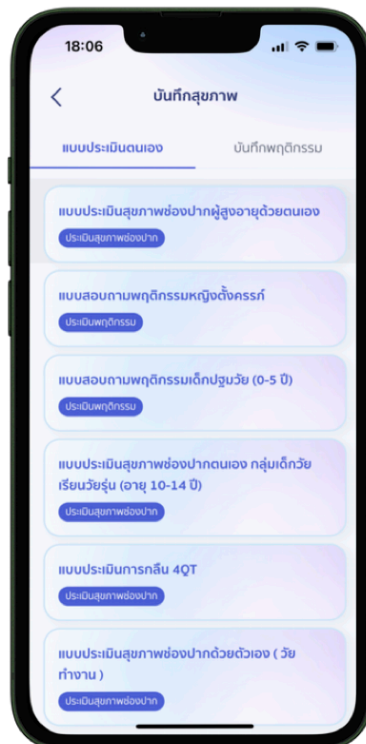 18:06
บันทึกสุขภาพ
แบบประเมินตนเอง
บันทึกพฤติกรรม
แบบประเมินสุขภาพช่องปากผู้สูงอายุด้วยตนเอง
ประเมินสุขภาพช่องปาก
แบบสอบถามพฤติกรรมหญิงตั้งครรภ์
ประเมินพฤติกรรม
แบบสอบถามพฤติกรรมเด็กปฐมวัย (0-5 ปี)
ประเมินพฤติกรรม
แบบประเมินสุขภาพช่องปากตนเอง กลุ่มเด็กวัย
เรียนวัยรุ่น (อายุ 10-14 ปี)
ประเมินสุขภาพช่องปาก
แบบประเมินการกลืน 4QT
ประเมินสุขภาพช่องปาก
แบบประเมินสุขภาพช่องปากด้วยตัวเอง ( วัย
ทำงาน )
ประเมินสุขภาพช่องปาก